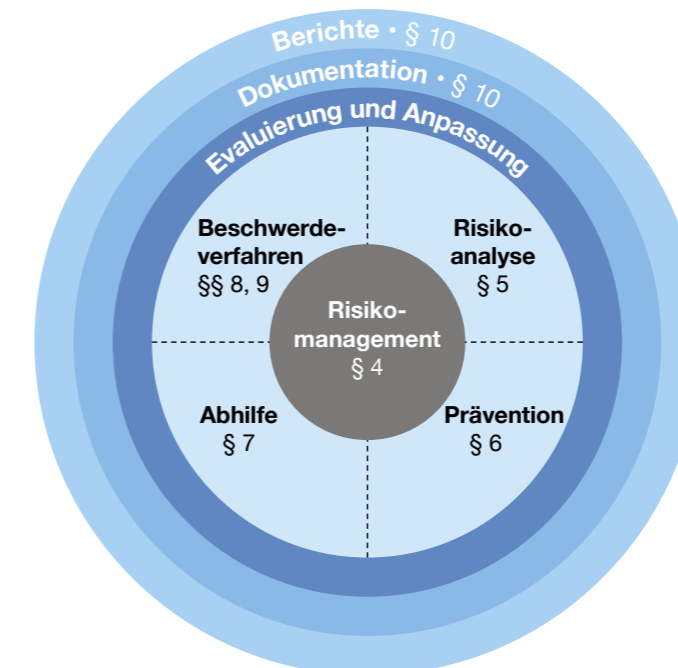 Berichte · § 10
Dokumentation · § 10
Evaluierung und Anpassung
Beschwerde-
verfahren
§§ 8, 9
Risiko-
analyse
§ 5
Risiko-
management
§ 4
Abhilfe
§ 7
Prävention
§ 6